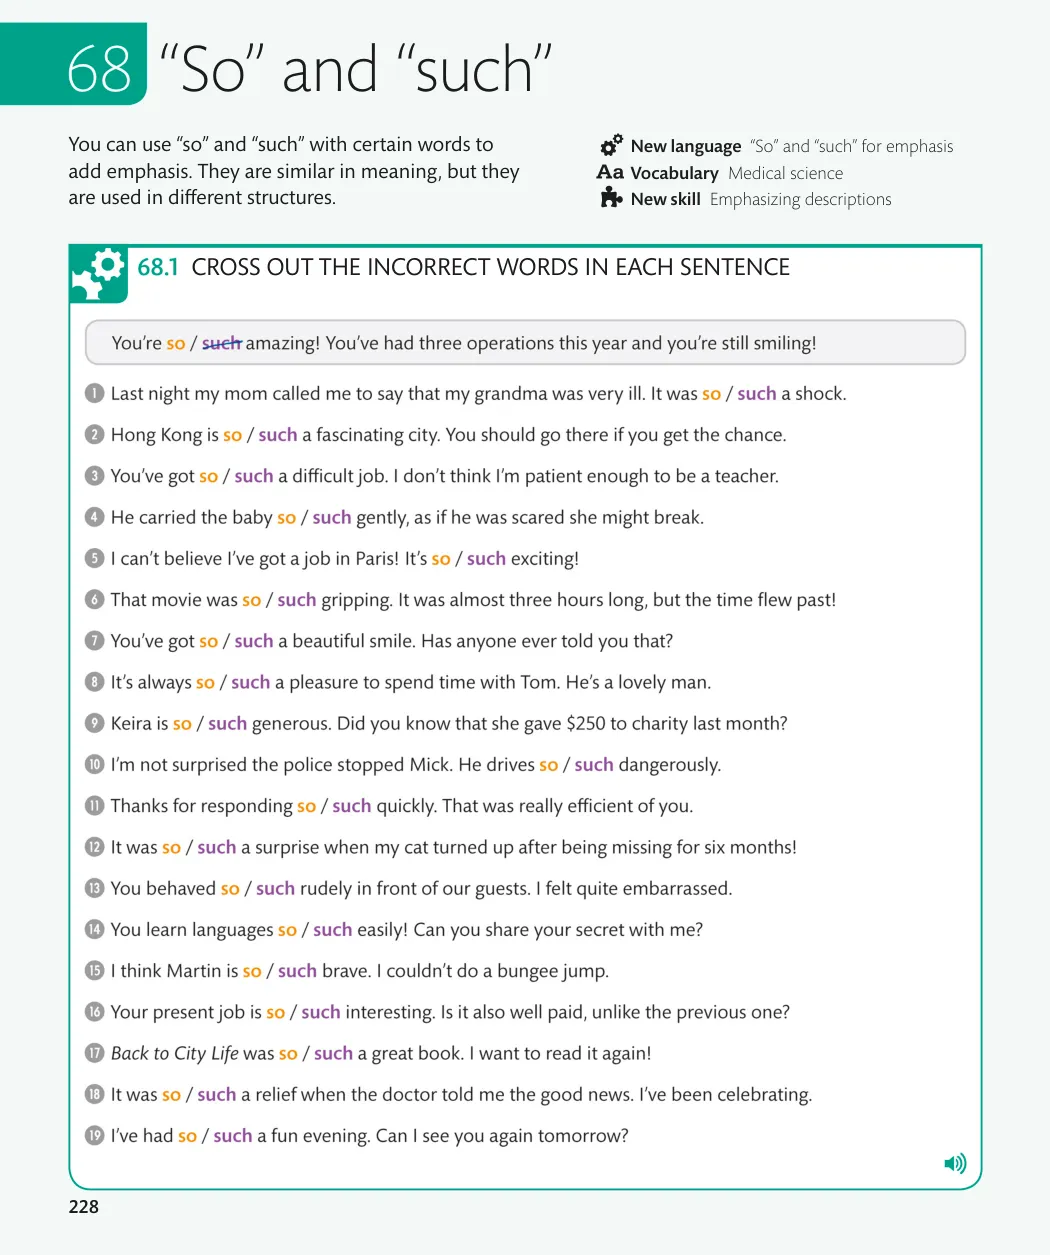 68 “So” and “such”
You can use “so” and “such” with certain words to
add emphasis. They are similar in meaning, but they
are used in different structures.
New language “So” and “such” for emphasis
Aa Vocabulary Medical science
New skill Emphasizing descriptions
68.1 CROSS OUT THE INCORRECT WORDS IN EACH SENTENCE
You’re so / such amazing! You’ve had three operations this year and you’re still smiling!
1 Last night my mom called me to say that my grandma was very ill. It was so / such a shock.
2 Hong Kong is so / such a fascinating city. You should go there if you get the chance.
3 You’ve got so / such a difficult job. I don’t think I’m patient enough to be a teacher.
4 He carried the baby so / such gently, as if he was scared she might break.
5 I can’t believe I’ve got a job in Paris! It’s so / such exciting!
6 That movie was so / such gripping. It was almost three hours long, but the time flew past!
7 You’ve got so / such a beautiful smile. Has anyone ever told you that?
8 It’s always so / such a pleasure to spend time with Tom. He’s a lovely man.
9 Keira is so / such generous. Did you know that she gave $250 to charity last month?
10 I’m not surprised the police stopped Mick. He drives so / such dangerously.
11 Thanks for responding so / such quickly. That was really efficient of you.
12 It was so / such a surprise when my cat turned up after being missing for six months!
13 You behaved so / such rudely in front of our guests. I felt quite embarrassed.
14 You learn languages so / such easily! Can you share your secret with me?
15 I think Martin is so / such brave. I couldn’t do a bungee jump.
16 Your present job is so / such interesting. Is it also well paid, unlike the previous one?
17 Back to City Life was so / such a great book. I want to read it again!
18 It was so / such a relief when the doctor told me the good news. I’ve been celebrating.
19 I’ve had so / such a fun evening. Can I see you again tomorrow?
228